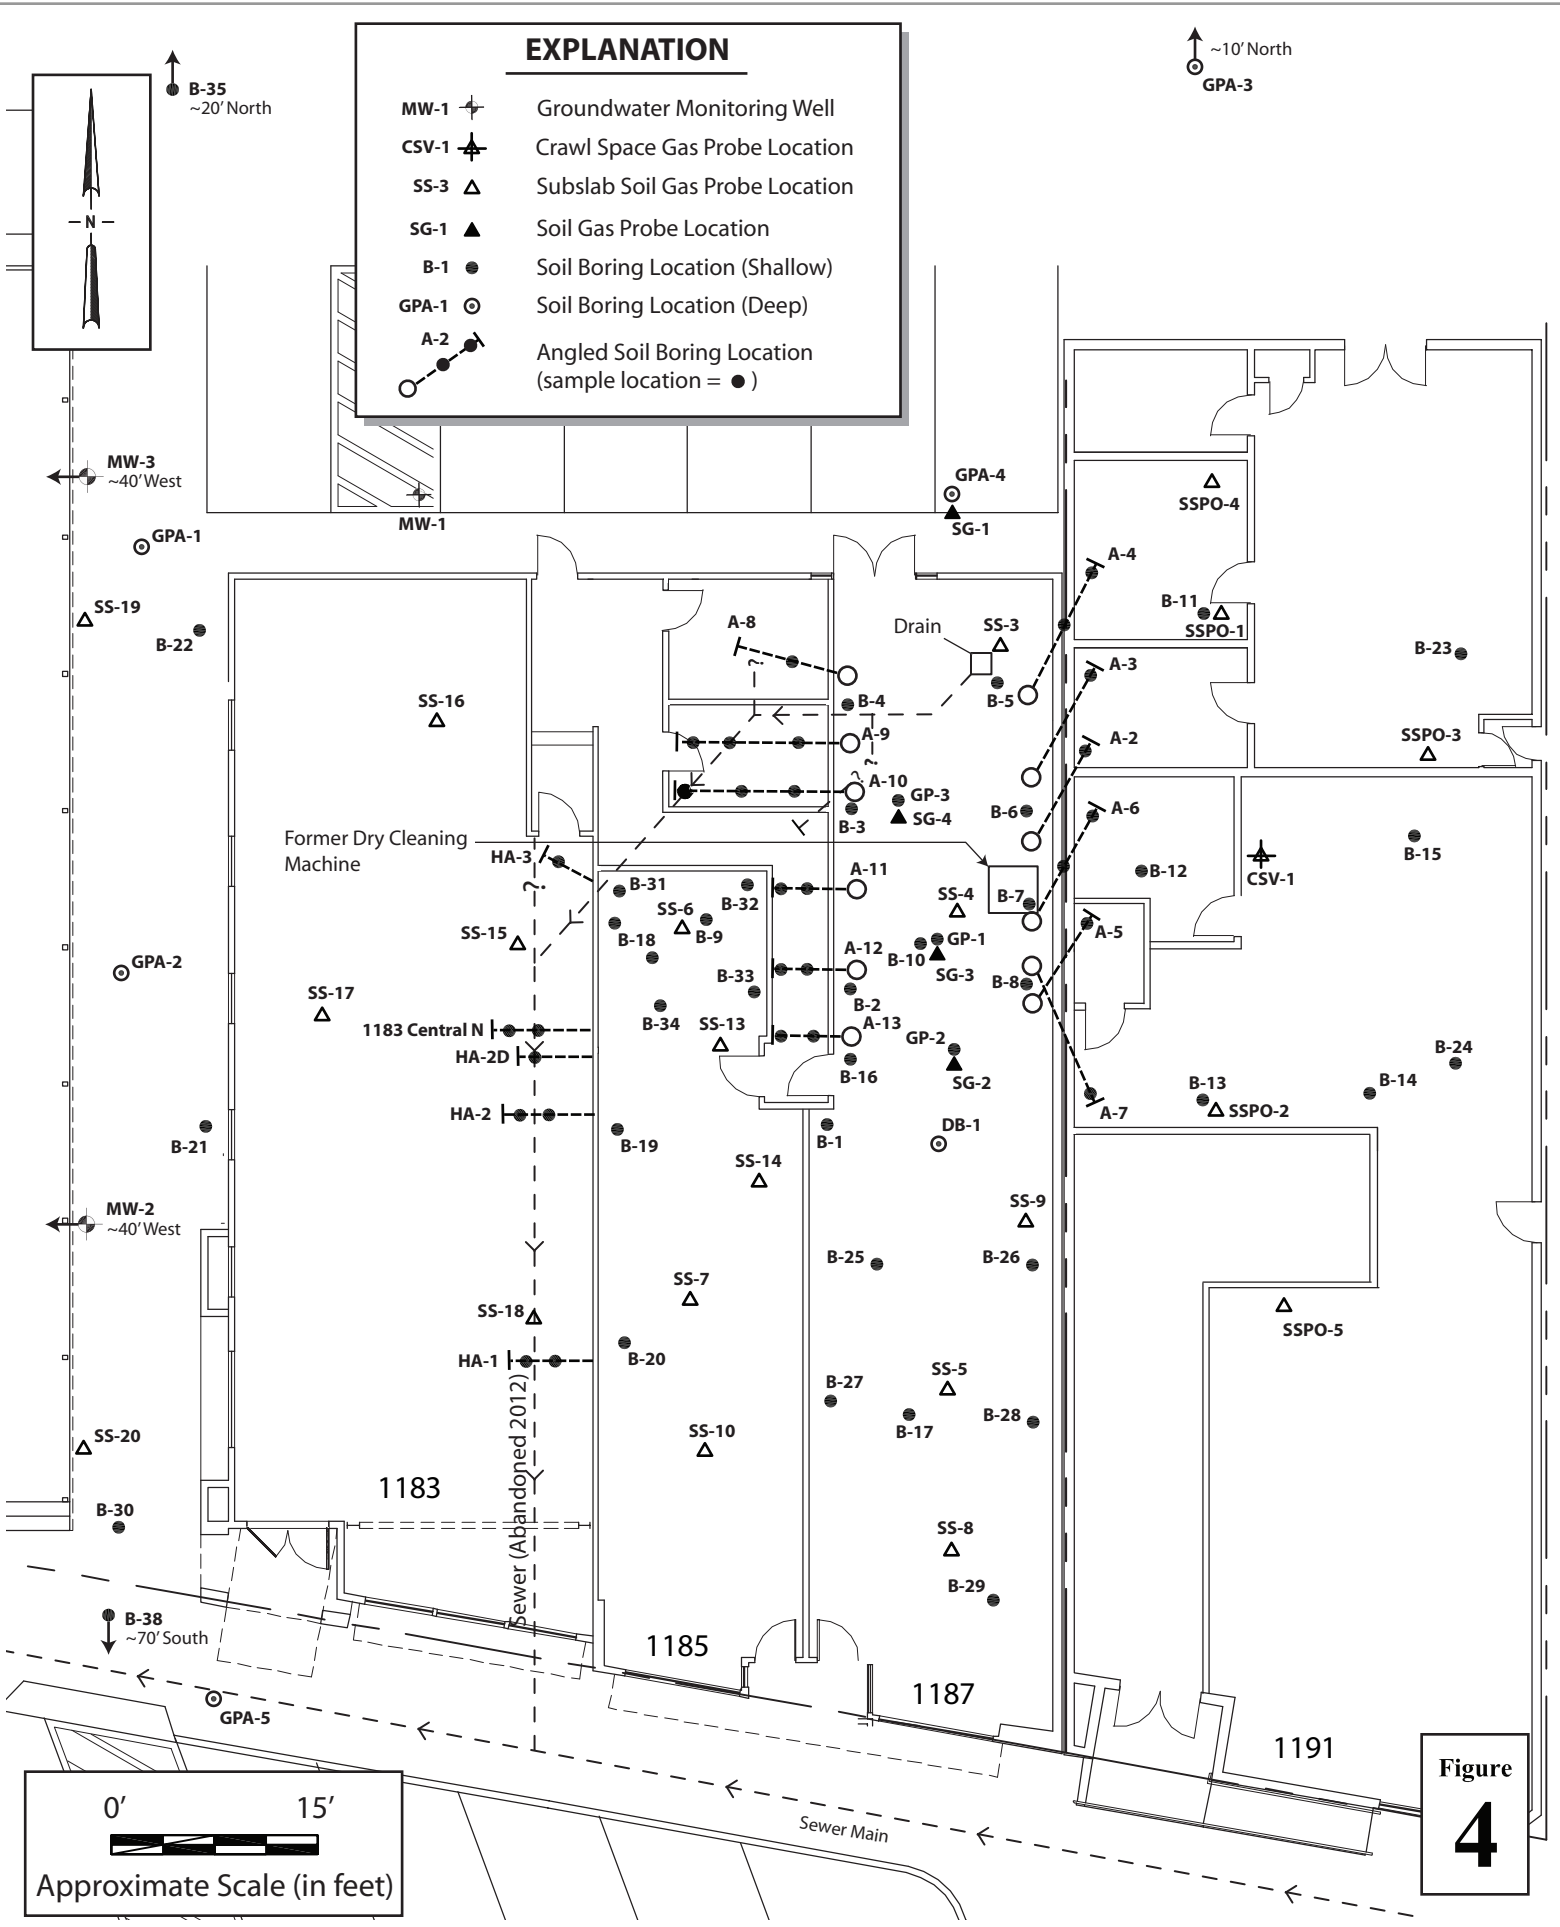 EXPLANATION
MW-1 Groundwater Monitoring Well
CSV-1 Crawl Space Gas Probe Location
SS-3 Subslab Soil Gas Probe Location
SG-1 Soil Gas Probe Location
B-1 Soil Boring Location (Shallow)
GPA-1 Soil Boring Location (Deep)
A-2
Angled Soil Boring Location
(sample location = ● )
B-35
~20' North
~10' North
GPA-3
N
MW-3
~40' West
MW-1
GPA-4
SG-1
GPA-1
SSPO-4
A-4
SS-19
B-22
A-8
Drain
SS-3
B-11
SSPO-1
B-23
?
A-3
SS-16
B-4
B-5
A-9
A-2
SSPO-3
?
?
A-10
GP-3
B-3
SG-4
B-6
A-6
Former Dry Cleaning
Machine
HA-3
?
B-15
A-11
B-12
CSV-1
B-31
B-32
SS-4
B-7
SS-6
B-9
SS-15
B-18
A-12
B-10
GP-1
SG-3
A-5
GPA-2
B-33
B-2
B-8
SS-17
B-34
SS-13
A-13
1183 Central N
GP-2
HA-2D
B-16
SG-2
B-24
B-13
B-14
SSPO-2
HA-2
A-7
B-21
B-19
B-1
DB-1
SS-14
MW-2
~40' West
SS-9
B-25
B-26
SS-7
SS-18
SSPO-5
HA-1
B-20
SS-5
B-27
B-17
B-28
SS-20
SS-10
Sewer (Abandoned 2012)
1183
B-30
SS-8
B-29
B-38
~70' South
1185
1187
GPA-5
1191
Sewer Main
0' 15'
Approximate Scale (in feet)
Figure
4